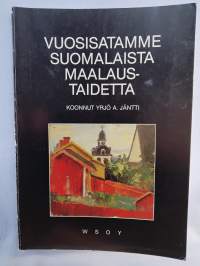 VUOSISATAMME
SUOMALAISTA
MAALAUS-
TAIDETTA
KOONNUT YRJÖ A. JÄNTTI
WSOY